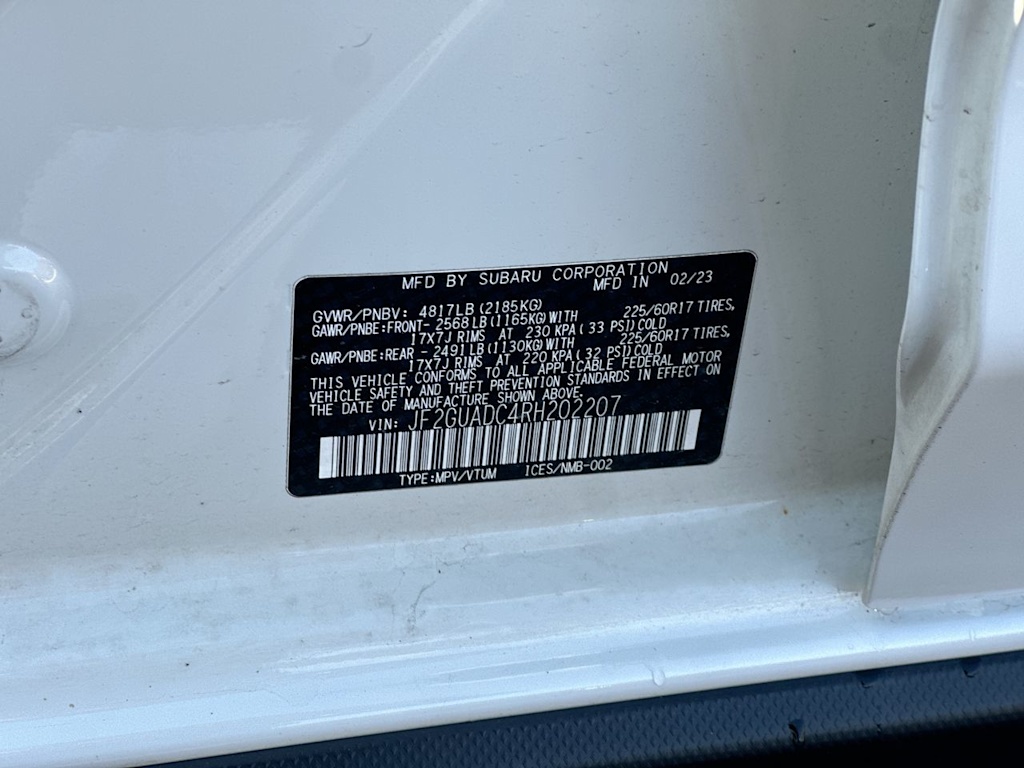 MFD BY SUBARU CORPORATION
MFD IN 02/23
GVWR/PNBV: 4817LB(2185KG)
GAWR/PNBE:FRONT- 2568LB(1165KG)WITH 225/60R17 TIRES,
17X7J RIMS AT 230 KPA(33 PSI)COLD
GAWR/PNBE:REAR - 2491LB(1130KG)WITH 225/60R17 TIRES,
17X7J RIMS AT 220 KPA(32 PSI)COLD
THIS VEHICLE CONFORMS TO ALL APPLICABLE FEDERAL MOTOR
VEHICLE SAFETY AND THEFT PREVENTION STANDARDS IN EFFECT ON
THE DATE OF MANUFACTURE SHOWN ABOVE.
VIN: JF2GUADC4RH202207
TYPE:MPV/VTUM ICES/NMB-002